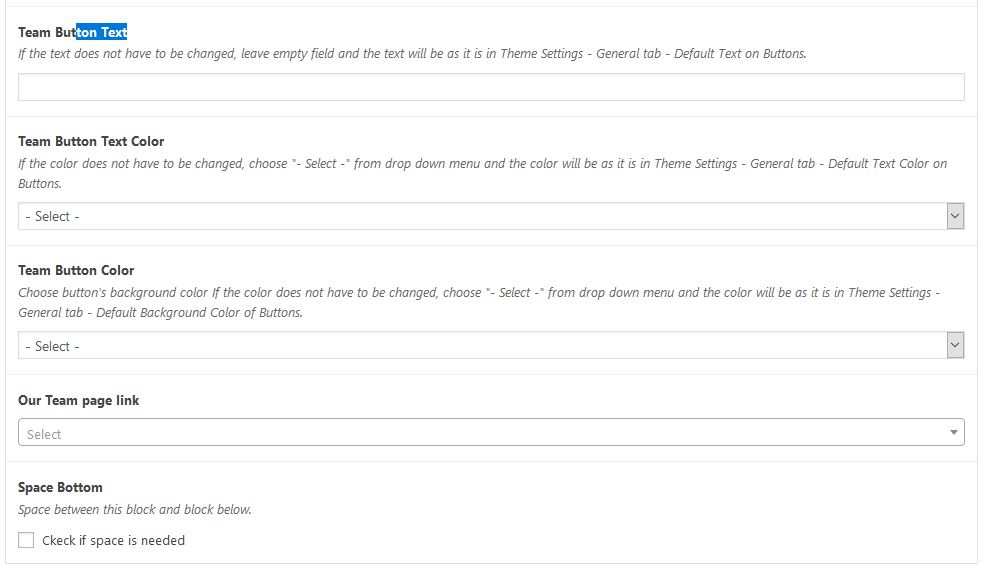 Team Button Text
If the text does not have to be changed, leave empty field and the text will be as it is in Theme Settings - General tab - Default Text on Buttons.
Team Button Text Color
If the color does not have to be changed, choose "- Select -" from drop down menu and the color will be as it is in Theme Settings - General tab - Default Text Color on
Buttons.
- Select -
Team Button Color
Choose button's background color If the color does not have to be changed, choose "- Select -" from drop down menu and the color will be as it is in Theme Settings -
General tab - Default Background Color of Buttons.
- Select -
Our Team page link
Select
Space Bottom
Space between this block and block below.
Ckeck if space is needed